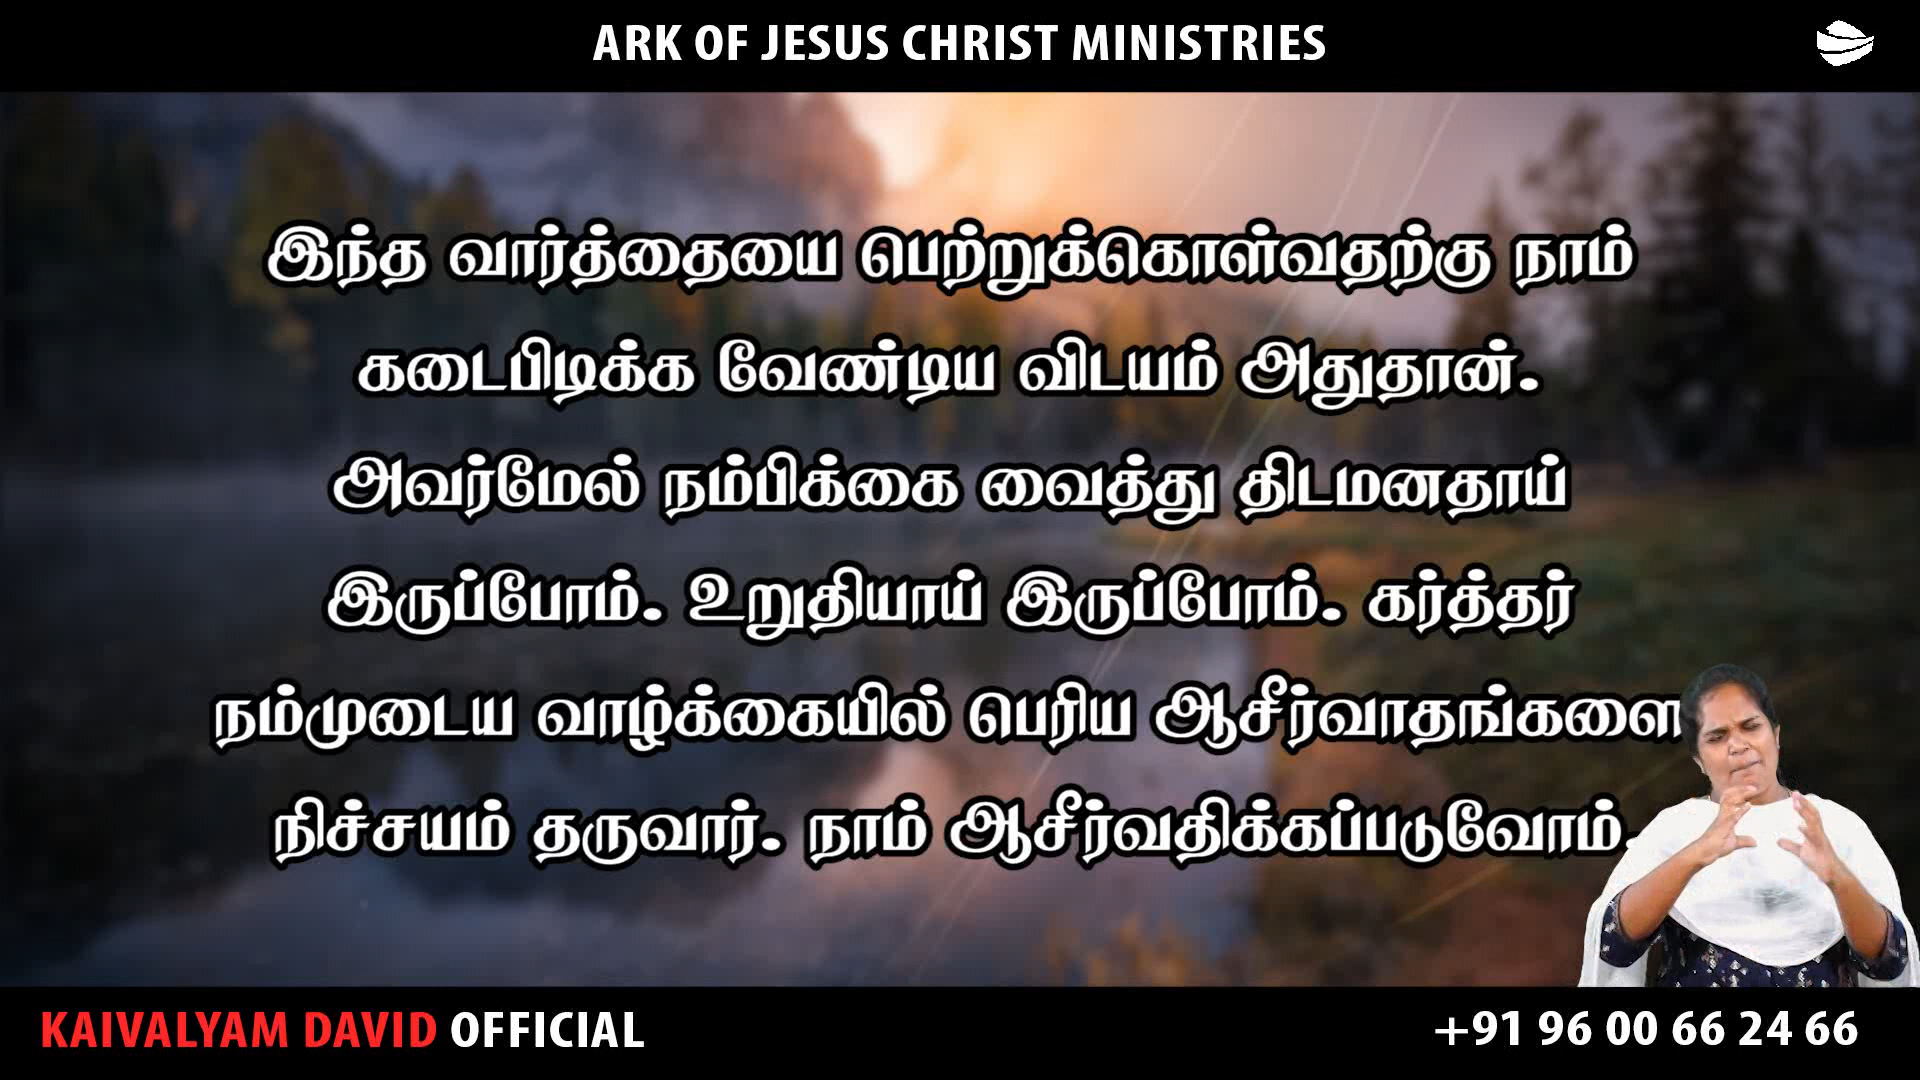 ARK OF JESUS CHRIST MINISTRIES
இந்த வார்த்தையை பெற்றுக்கொள்வதற்கு நாம்
கடைபிடிக்க வேண்டிய விடயம் அதுதான்.
அவர்மேல் நம்பிக்கை வைத்து திடமனதாய்
இருப்போம். உறுதியாய் இருப்போம். கர்த்தர்
நம்முடைய வாழ்க்கையில் பெரிய ஆசீர்வாதங்களை
நிச்சயம் தருவார். நாம் ஆசீர்வதிக்கப்படுவோம்.
KAIVALYAM DAVID OFFICIAL
+91 96 00 66 24 66